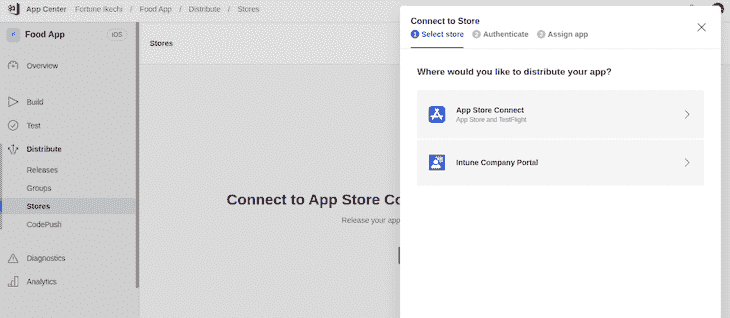 App Center Fortune Ikechi / Food App / Distribute / Stores
Food App iOS
Overview
Build
Test
Distribute
Releases
Groups
Stores
CodePush
Diagnostics
Analytics
Stores
Connect to App Store Co
Release your app
Connect to Store
1 Select store 2 Authenticate 3 Assign app
Where would you like to distribute your app?
App Store Connect
App Store and TestFlight
Intune Company Portal